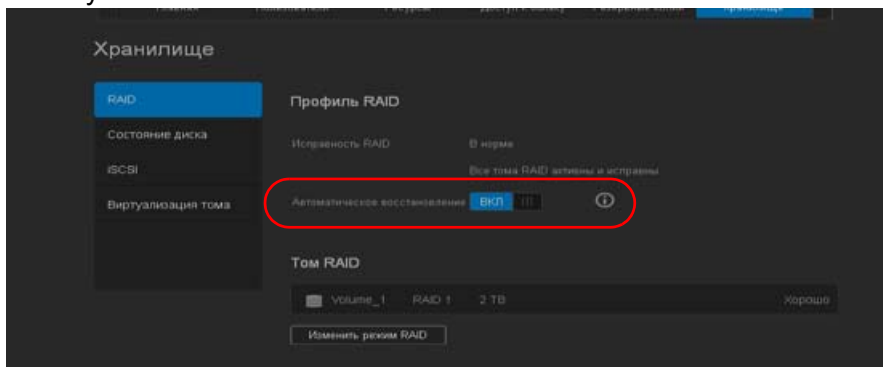 Хранилище
RAID
Профиль RAID
Состояние диска
Исправность RAID В норме
iSCSI
Все тома RAID активны и исправны
Виртуализация тома
Автоматическое восстановление ВКЛ
Том RAID
Volume_1 RAID 1 2 TB Хорошо
Изменить режим RAID